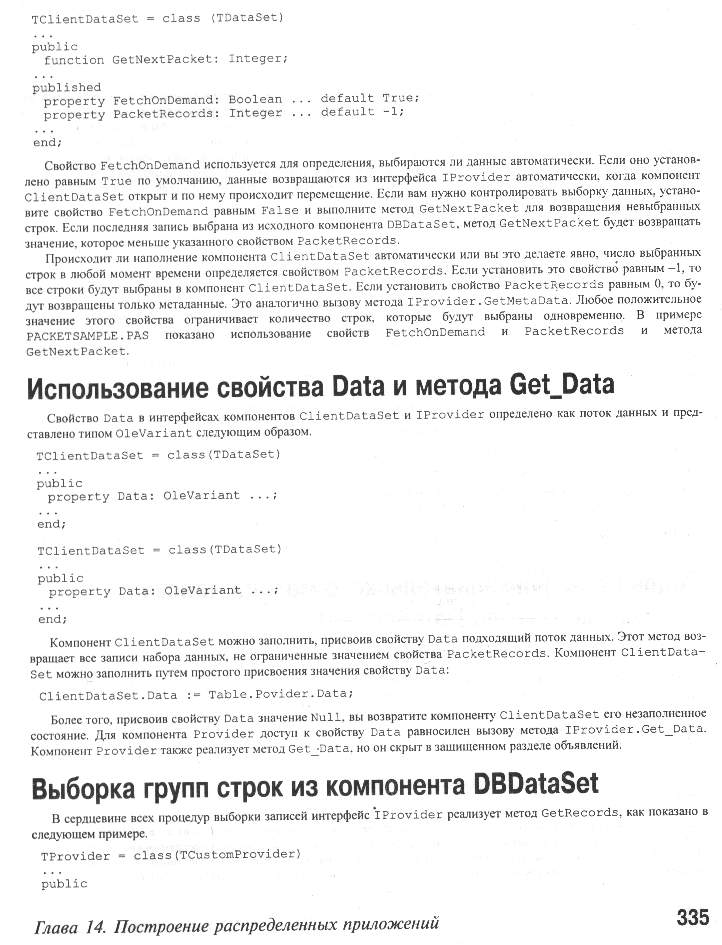 TClientDataSet = class (TDataSet)
...
public
function GetNextPacket: Integer;
...
published
property FetchOnDemand: Boolean ... default True;
property PacketRecords: Integer ... default -1;
...
end;
Свойство FetchOnDemand используется для определения, выбираются ли данные автоматически. Если оно установ-
лено равным True по умолчанию, данные возвращаются из интерфейса IProvider автоматически, когда компонент
ClientDataSet открыт и по нему происходит перемещение. Если вам нужно контролировать выборку данных, устано-
вите свойство FetchOnDemand равным False и выполните метод GetNextPacket для возвращения невыбранных
строк. Если последняя запись выбрана из исходного компонента DBDataSet, метод GetNextPacket будет возвращать
значение, которое меньше указанного свойством PacketRecords.
Происходит ли наполнение компонента ClientDataSet автоматически или вы это делаете явно, число выбранных
строк в любой момент времени определяется свойством PacketRecords. Если установить это свойство равным –1, то
все строки будут выбраны в компонент ClientDataSet. Если установить свойство PacketRecords равным 0, то бу-
дут возвращены только метаданные. Это аналогично вызову метода IProvider.GetMetaData. Любое положительное
значение этого свойства ограничивает количество строк, которые будут выбраны одновременно. В примере
PACKETSAMPLE.PAS показано использование свойств FetchOnDemand и PacketRecords и метода
GetNextPacket.
Использование свойства Data и метода Get_Data
Свойство Data в интерфейсах компонентов ClientDataSet и IProvider определено как поток данных и пред-
ставлено типом OleVariant следующим образом.
TClientDataSet = class(TDataSet)
...
public
property Data: OleVariant ...;
...
end;
TClientDataSet = class(TDataSet)
...
public
property Data: OleVariant ...;
...
end;
Компонент ClientDataSet можно заполнить, присвоив свойству Data подходящий поток данных. Этот метод воз-
вращает все записи набора данных, не ограниченные значением свойства PacketRecords. Компонент ClientData-
Set можно заполнить путем простого присвоения значения свойству Data:
ClientDataSet.Data := Table.Povider.Data;
Более того, присвоив свойству Data значение Null, вы возвратите компоненту ClientDataSet его незаполненное
состояние. Для компонента Provider доступ к свойству Data равносилен вызову метода IProvider.Get_Data.
Компонент Provider также реализует метод Get_Data, но он скрыт в защищенном разделе объявлений.
Выборка групп строк из компонента DBDataSet
В сердцевине всех процедур выборки записей интерфейс IProvider реализует метод GetRecords, как показано в
следующем примере.
TProvider = class(TCustomProvider)
...
public
Глава 14. Построение распределенных приложений
335